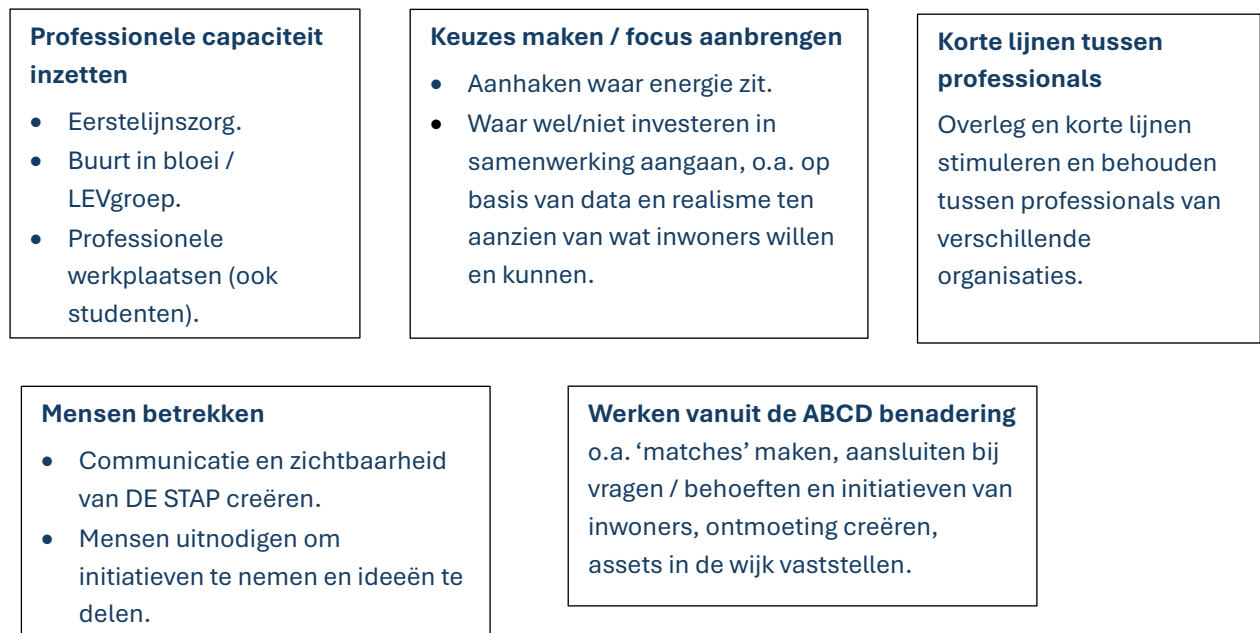 Professionele capaciteit
inzetten
• Eerstelijnszorg.
• Buurt in bloei /
LEVgroep.
• Professionele
werkplaatsen (ook
studenten).
Keuzes maken / focus aanbrengen
• Aanhaken waar energie zit.
• Waar wel/niet investeren in
samenwerking aangaan, o.a. op
basis van data en realisme ten
aanzien van wat inwoners willen
en kunnen.
Korte lijnen tussen
professionals
Overleg en korte lijnen
stimuleren en behouden
tussen professionals van
verschillende
organisaties.
Mensen betrekken
• Communicatie en zichtbaarheid
van DE STAP creëren.
• Mensen uitnodigen om
initiatieven te nemen en ideeën te
delen.
Werken vanuit de ABCD benadering
o.a. ‘matches’ maken, aansluiten bij
vragen / behoeften en initiatieven van
inwoners, ontmoeting creëren,
assets in de wijk vaststellen.